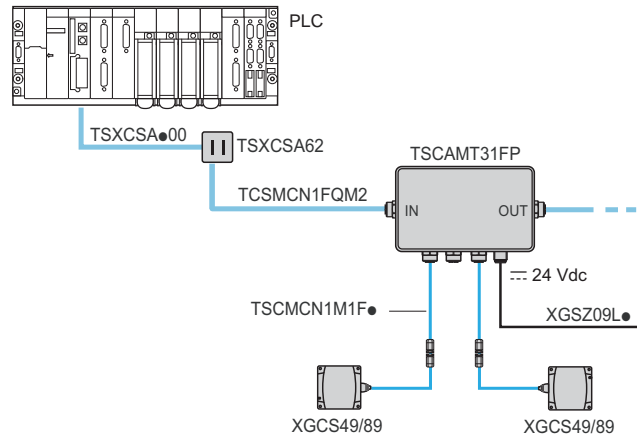 PLC
TSXCSA●00
TSXCSA62
TSCAMT31FP
TCSMCN1FQM2
IN
OUT
24 Vdc
TSCMCN1M1F●
XGSZ09L●
XGCS49/89
XGCS49/89